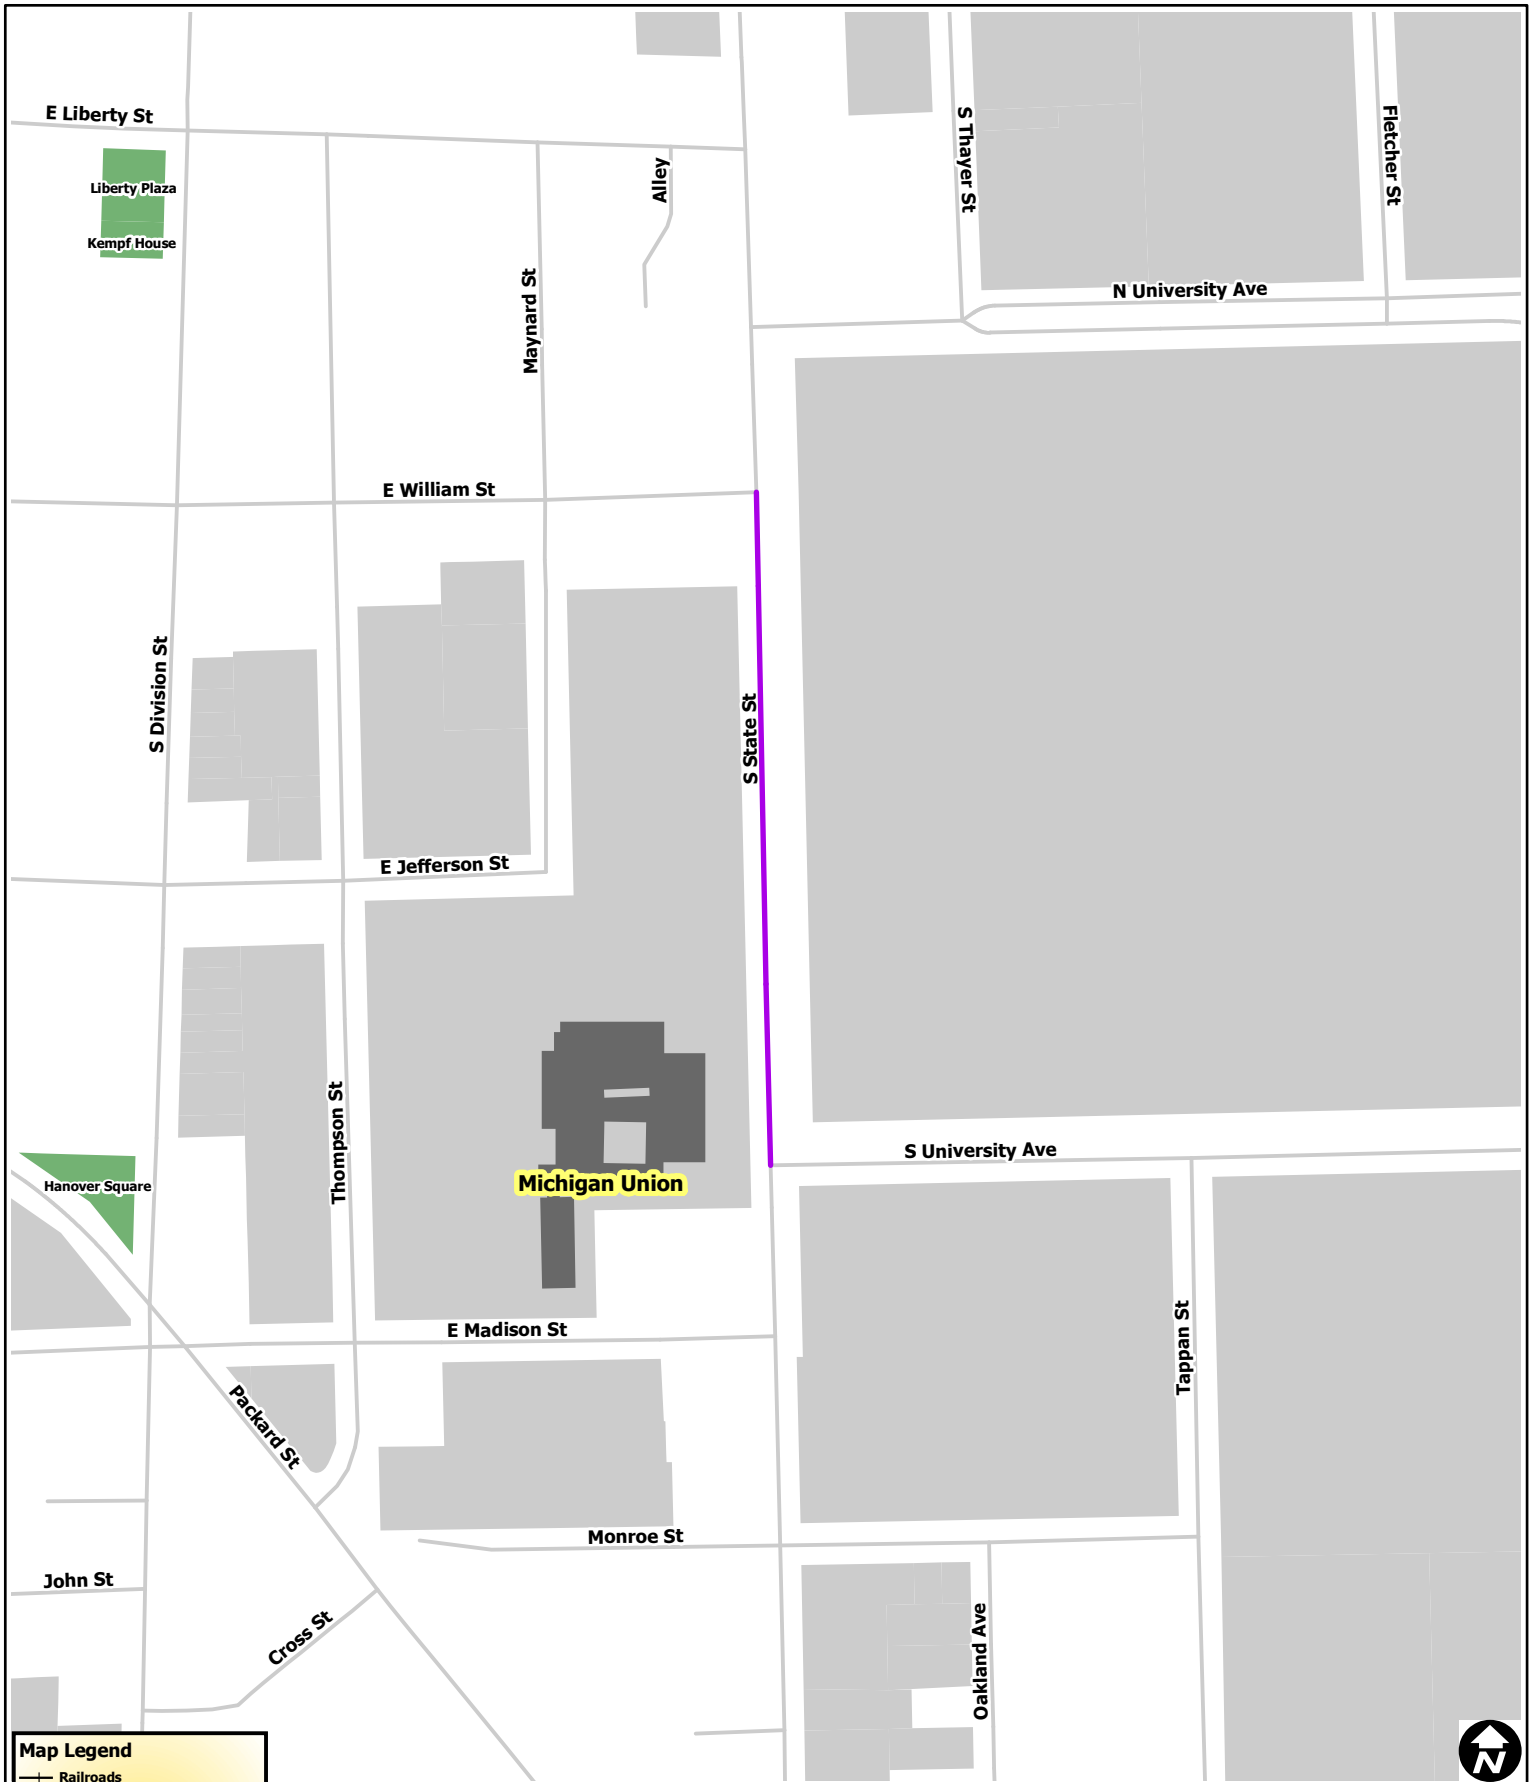 E Liberty St
S Thayer St
Fletcher St
Alley
Liberty Plaza
Kempf House
N University Ave
Maynard St
E William St
S Division St
S State St
E Jefferson St
Thompson St
S University Ave
Michigan Union
Hanover Square
E Madison St
Tappan St
Packard St
Monroe St
John St
Cross St
Oakland Ave
Map Legend
Railroads
N